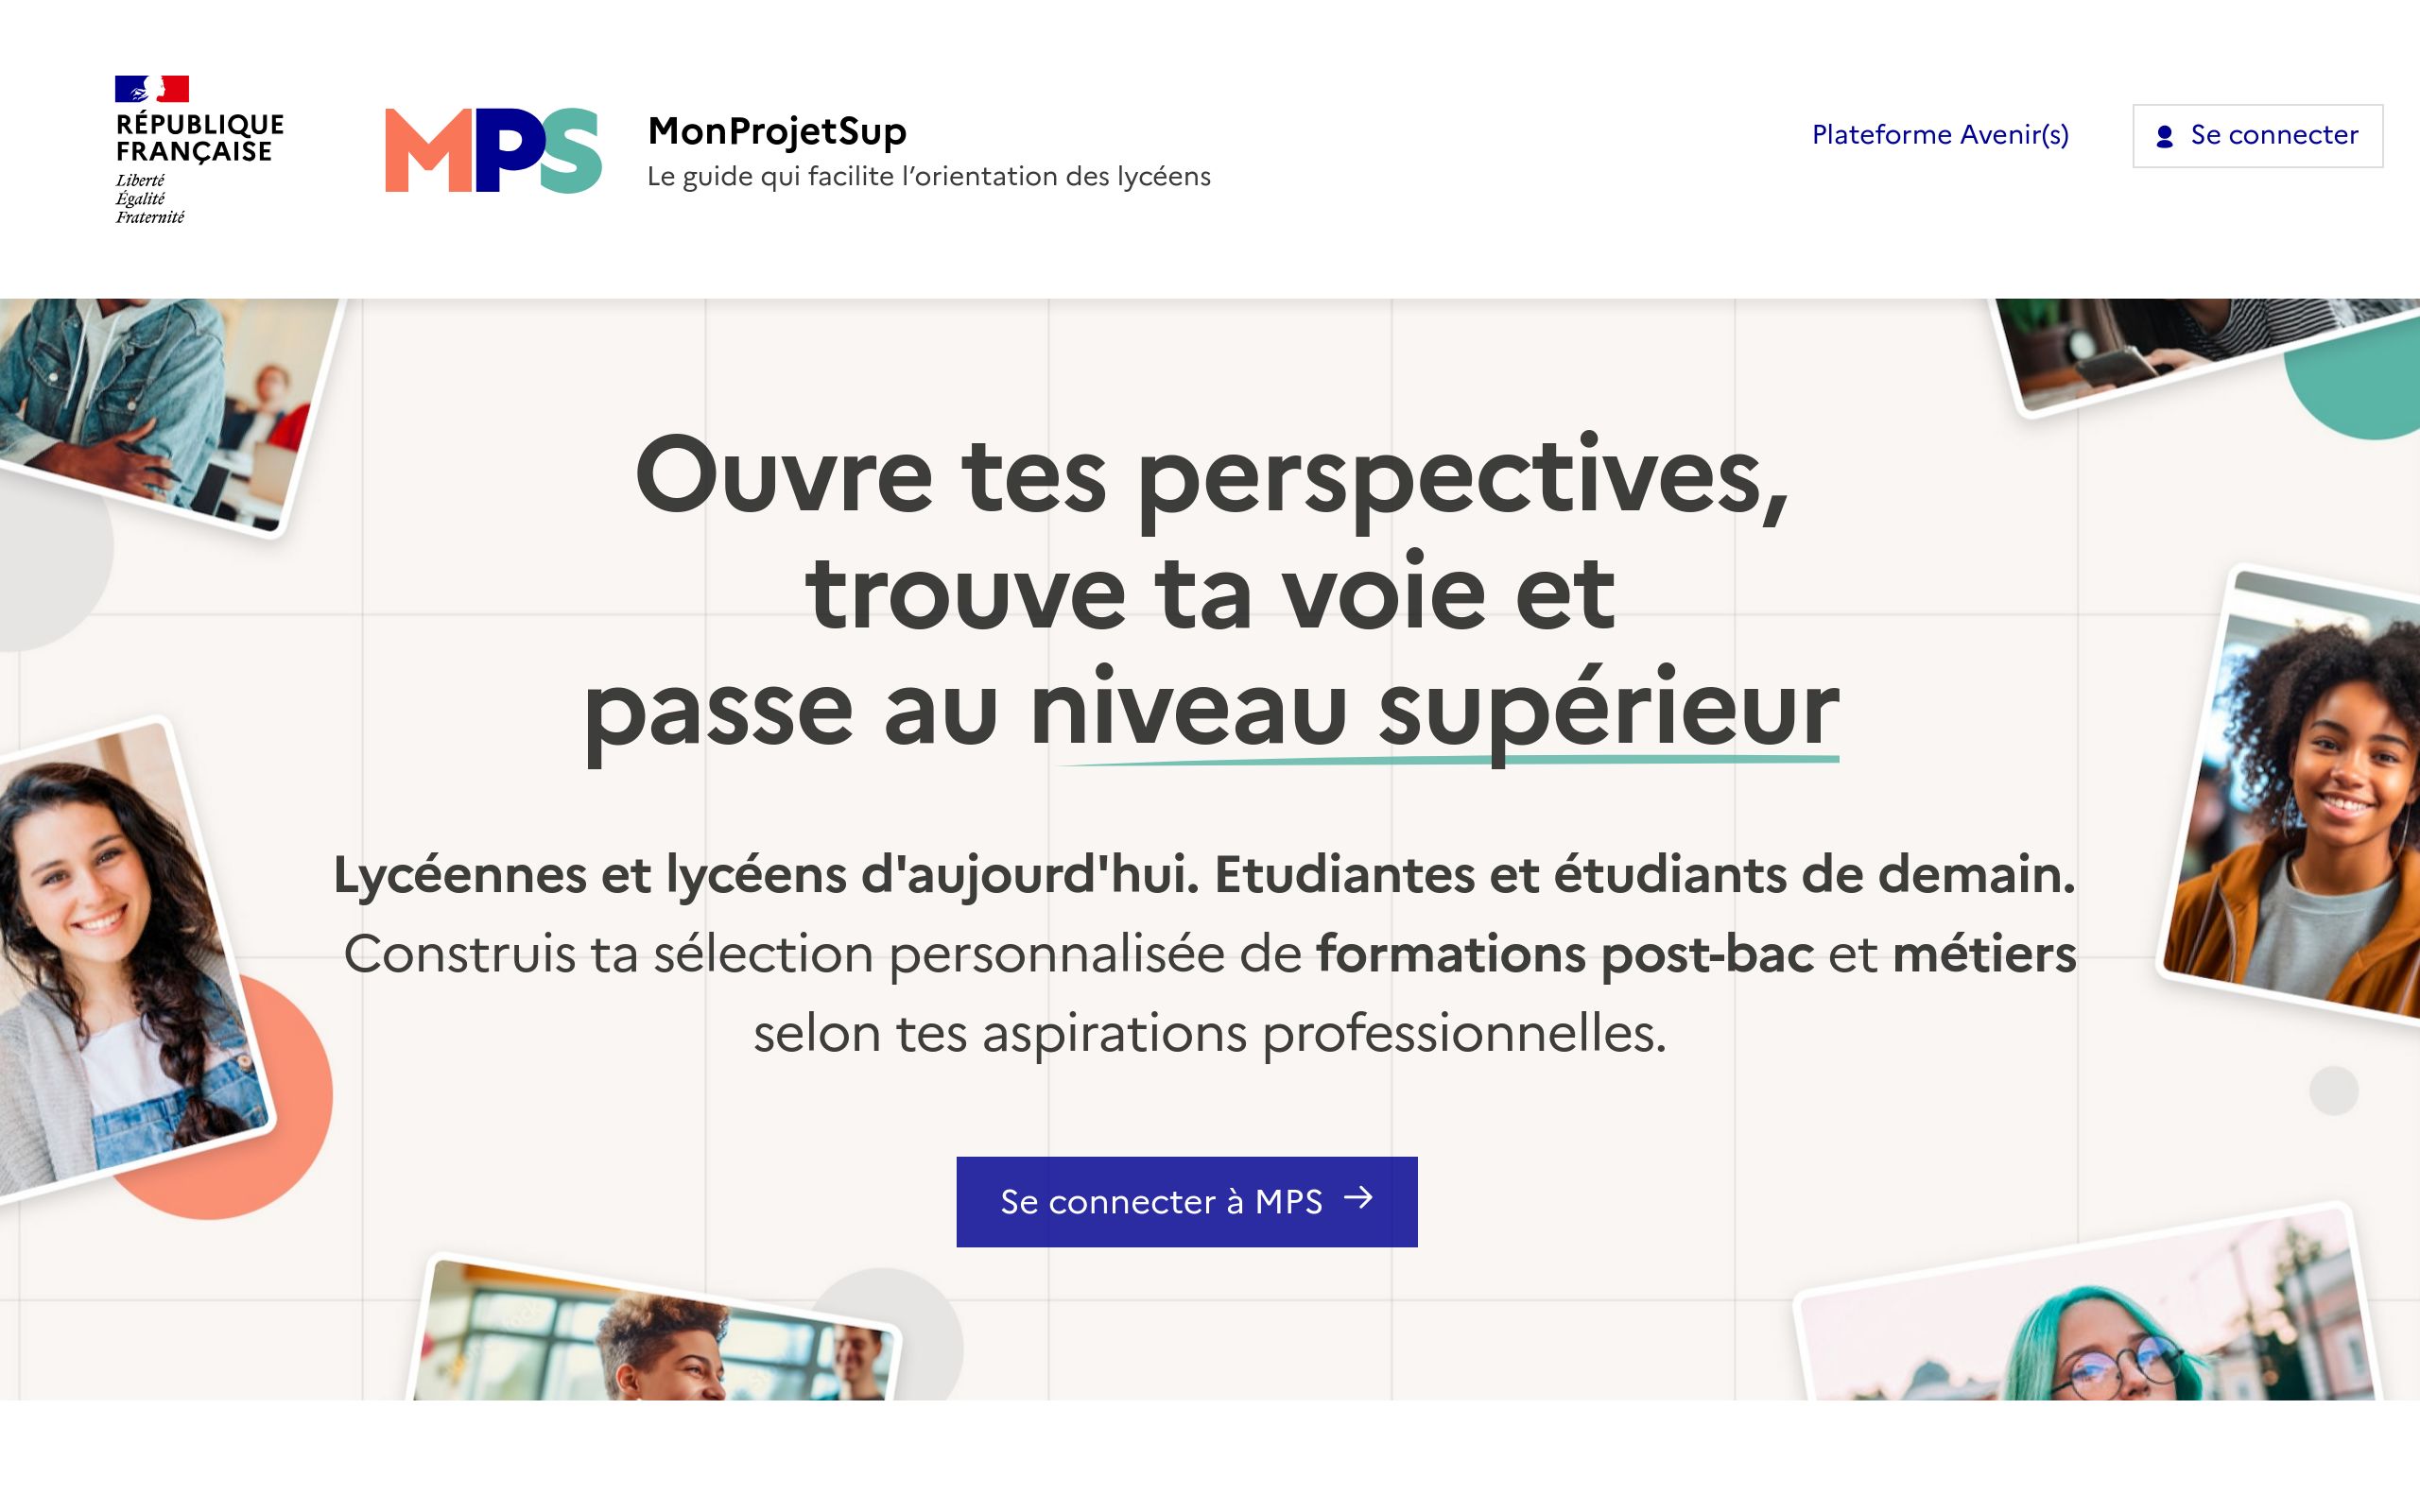 RÉPUBLIQUE
FRANÇAISE
Liberté
Égalité
Fraternité
MPS
MonProjetSup
Le guide qui facilite l’orientation des lycéens
Plateforme Avenir(s)
Se connecter
Ouvre tes perspectives,
trouve ta voie et
passe au niveau supérieur
Lycéennes et lycéens d'aujourd'hui. Etudiantes et étudiants de demain.
Construis ta sélection personnalisée de formations post-bac et métiers
selon tes aspirations professionnelles.
Se connecter à MPS